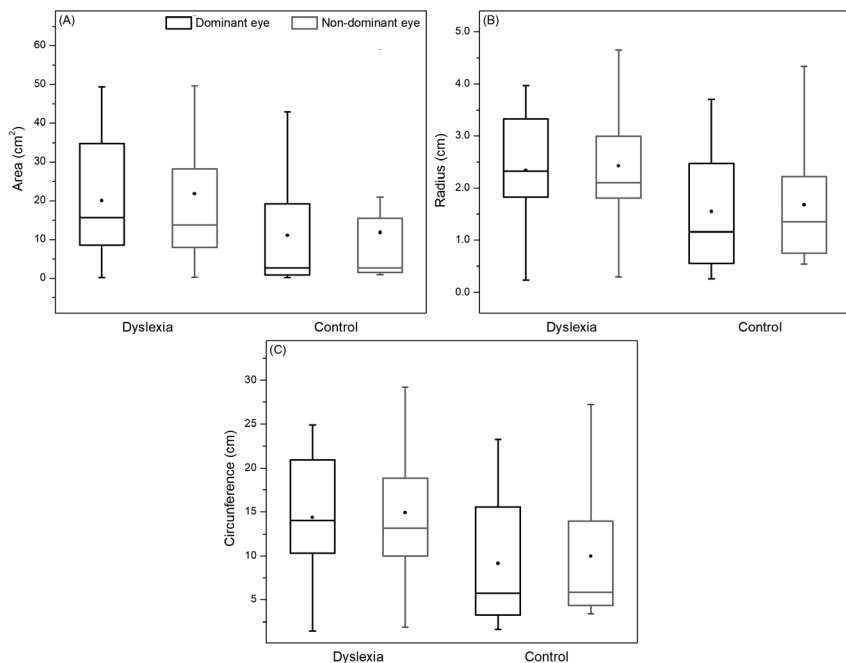 (A)
Dominant eye
Non-dominant eye
Area (cm²)
60
50
40
30
20
10
0
Dyslexia
Control
(B)
Radius (cm)
5.0
4.0
3.0
2.0
1.0
0.0
Dyslexia
Control
(C)
Circunference (cm)
30
25
20
15
10
5
Dyslexia
Control